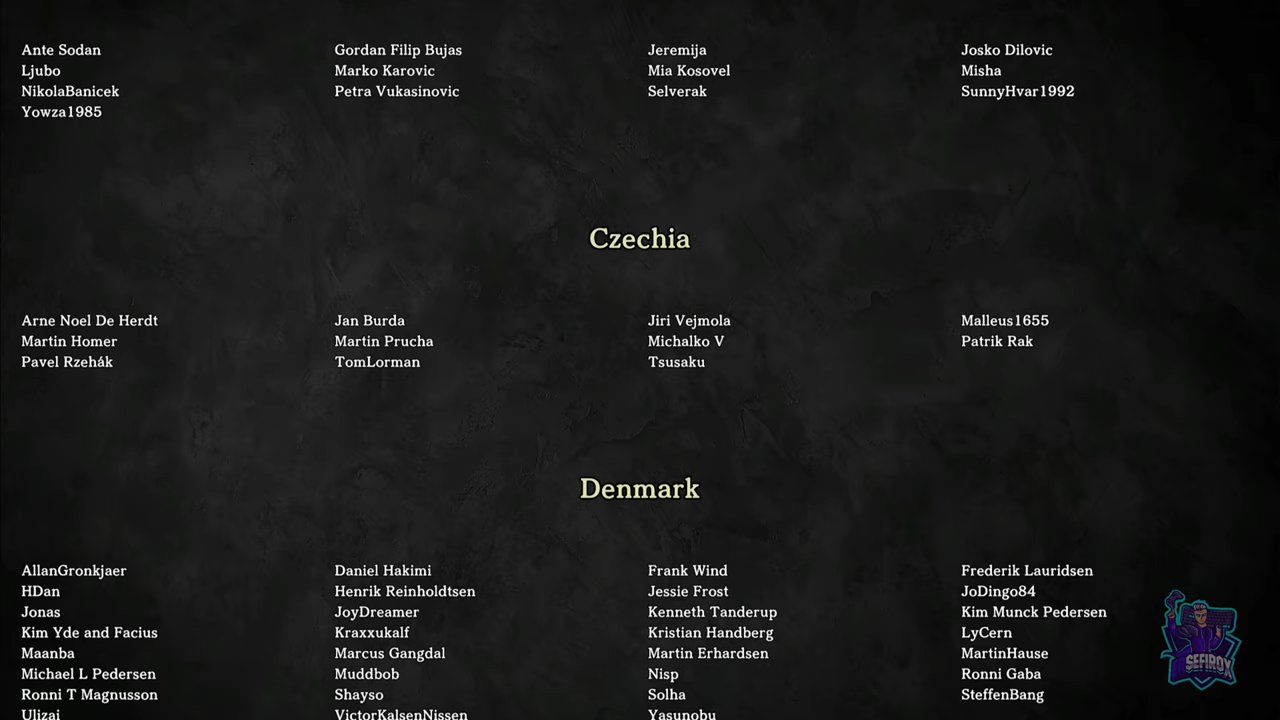 Ante Sodan Gordan Filip Bujas Jeremija Josko Dilovic
Ljubo Marko Karovic Mia Kosovel Misha
NikolaBanicek Petra Vukasinovic Selverak SunnyHvar1992
Yowza1985
Czechia
Arne Noel De Herdt Jan Burda Jiri Vejmola Malleus1655
Martin Homer Martin Prucha Michalko V Patrik Rak
Pavel Rzehák TomLorman Tsusaku
Denmark
AllanGronkjaer Daniel Hakimi Frank Wind Frederik Lauridsen
HDan Henrik Reinholdtsen Jessie Frost JoDingo84
Jonas JoyDreamer Kenneth Tanderup Kim Munck Pedersen
Kim Yde and Facius Kraxxukalf Kristian Handberg LyCern
Maanba Marcus Gangdal Martin Erhardsen MartinHause
Michael L Pedersen Muddbob Nisp Ronni Gaba
Ronni T Magnusson Shayso Solha SteffenBang
Ulizai VictorKalsenNissen Yasunobu
SEFIROX